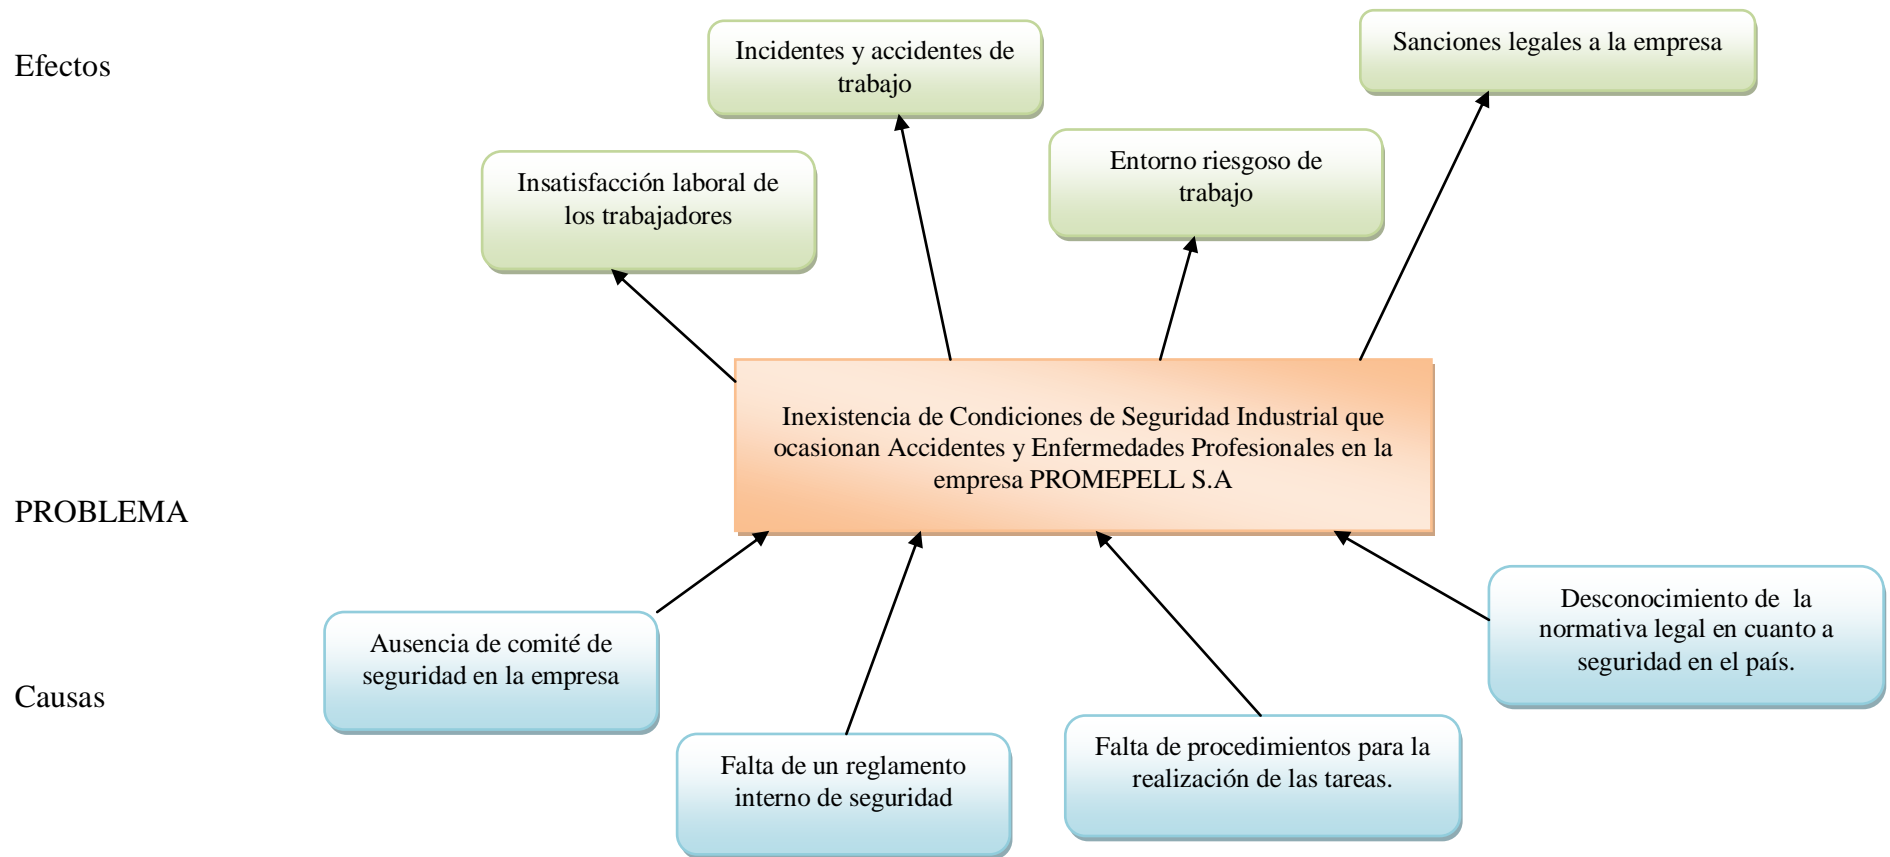 Efectos
Incidentes y accidentes de
trabajo
Sanciones legales a la empresa
Insatisfacción laboral de
los trabajadores
Entorno riesgoso de
trabajo
PROBLEMA
Inexistencia de Condiciones de Seguridad Industrial que
ocasionan Accidentes y Enfermedades Profesionales en la
empresa PROMEPELL S.A
Causas
Ausencia de comité de
seguridad en la empresa
Falta de un reglamento
interno de seguridad
Falta de procedimientos para la
realización de las tareas.
Desconocimiento de  la
normativa legal en cuanto a
seguridad en el país.